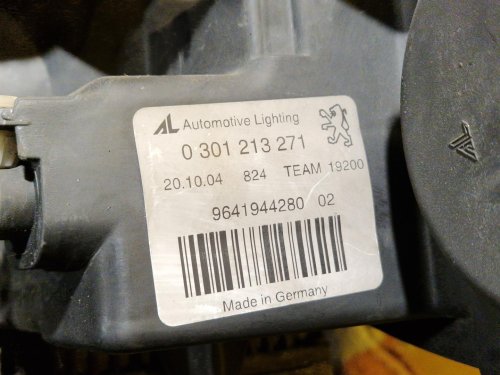 AL Automotive Lighting
0 301 213 271
20.10.04 824 TEAM 19200
9641944280 02
Made in Germany